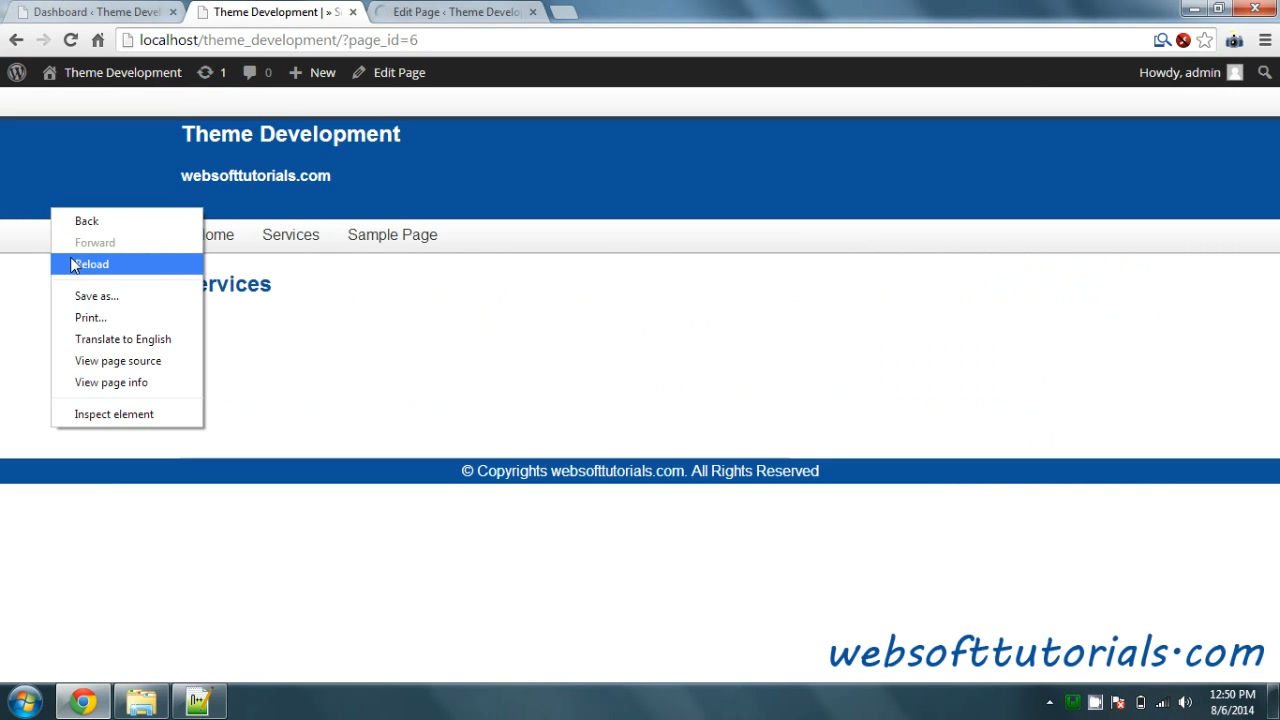 Dashboard ‹ Theme Devel
Theme Development | » S
Edit Page ‹ Theme Develo
localhost/theme_development/?page_id=6
Theme Development
1
0
New
Edit Page
Howdy, admin
Theme Development
websofttutorials.com
Home Services Sample Page
Back
Forward
Reload
Save as...
Print...
Translate to English
View page source
View page info
Inspect element
Services
© Copyrights websofttutorials.com. All Rights Reserved
websofttutorials.com
12:50 PM
8/6/2014